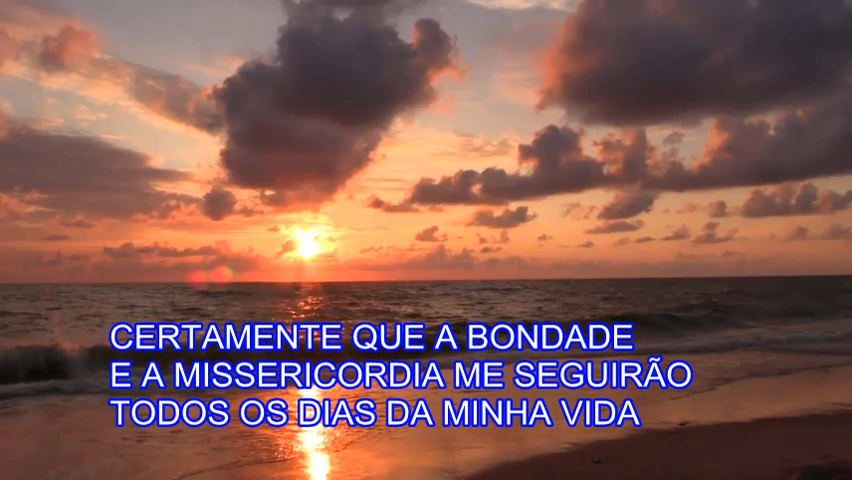 CERTAMENTE QUE A BONDADE
E A MISSERICORDIA ME SEGUIRÃO
TODOS OS DIAS DA MINHA VIDA